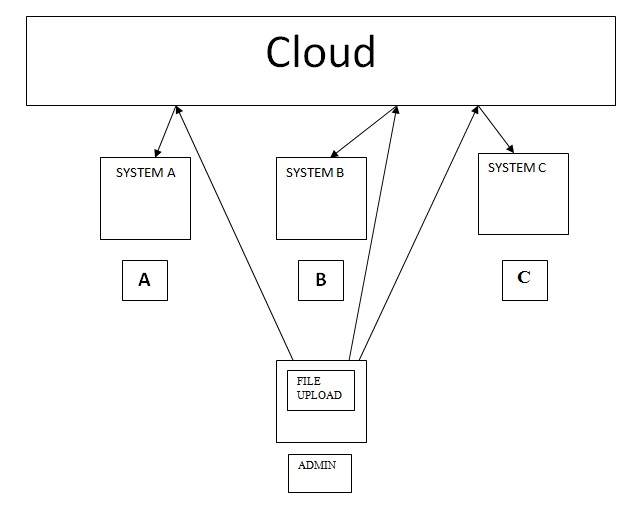 Cloud
SYSTEM A
SYSTEM B
SYSTEM C
A
B
C
FILE
UPLOAD
ADMIN